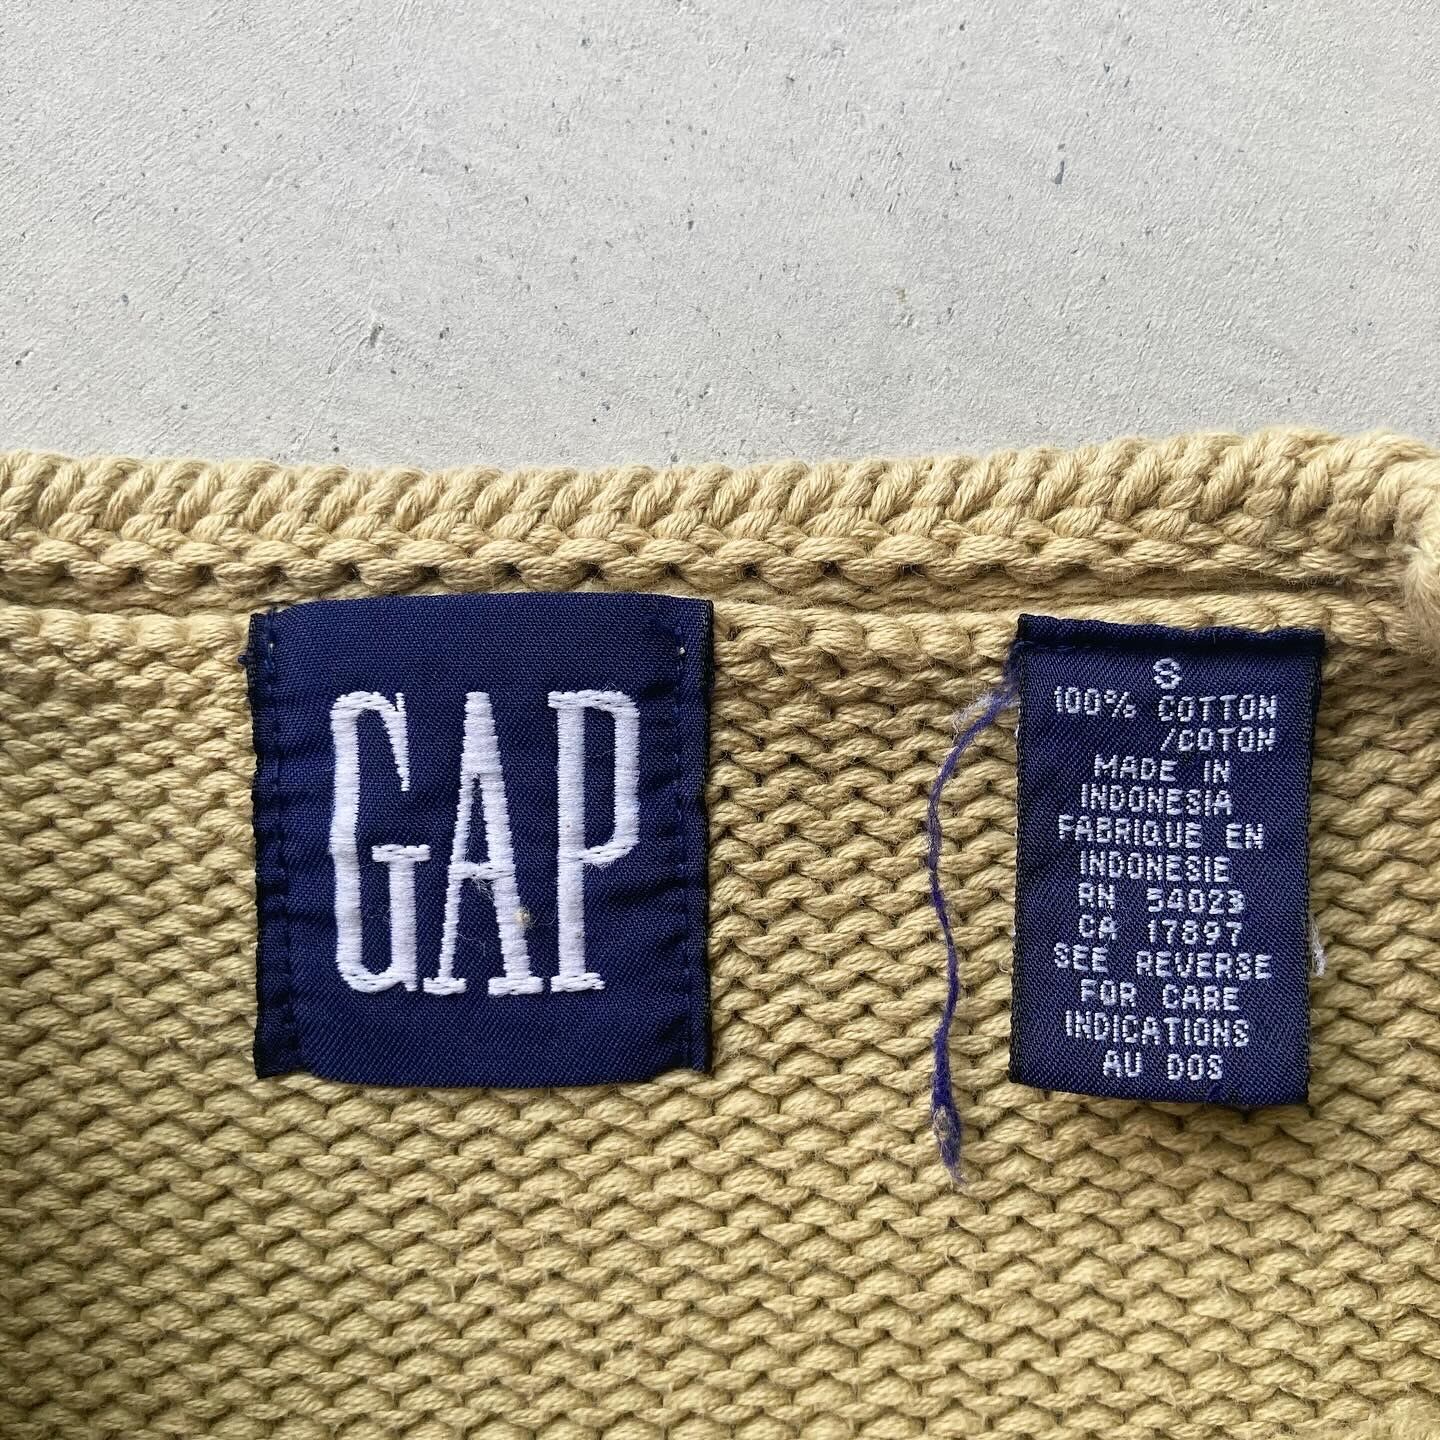 GAP
S
100% COTTON
/COTON
MADE IN
INDONESIA
FABRIQUE EN
INDONESIE
RN 54023
CA 17897
SEE REVERSE
FOR CARE
INDICATIONS
AU DOS